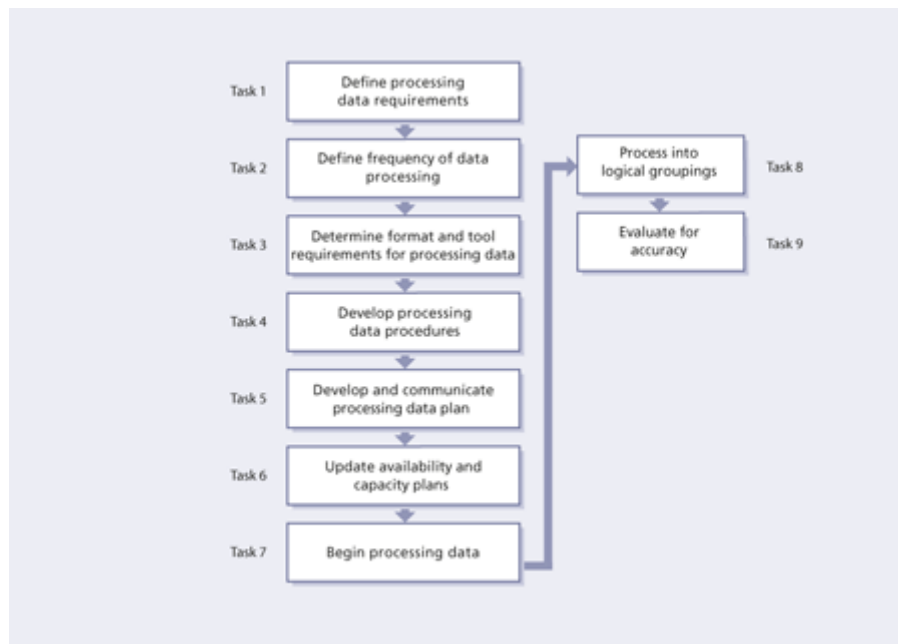 Task 1
Define processing
data requirements
Task 2
Define frequency of data
processing
Task 3
Determine format and tool
requirements for processing data
Task 4
Develop processing
data procedures
Task 5
Develop and communicate
processing data plan
Task 6
Update availability and
capacity plans
Task 7
Begin processing data
Process into
logical groupings
Task 8
Evaluate for
accuracy
Task 9